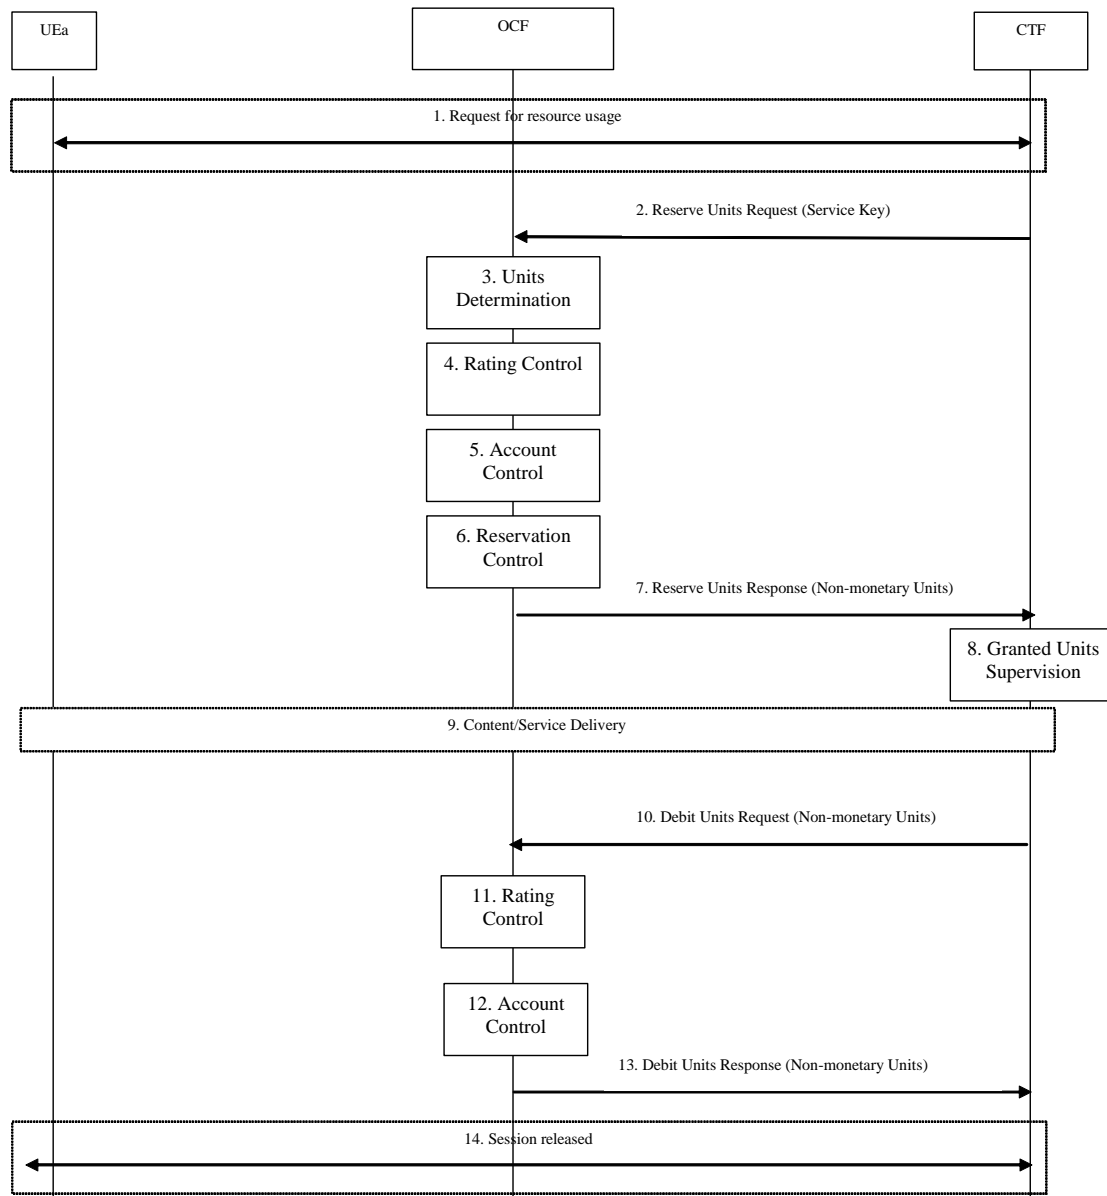 UEa
OCF
CTF
1. Request for resource usage
2. Reserve Units Request (Service Key)
3. Units
Determination
4. Rating Control
5. Account
Control
6. Reservation
Control
7. Reserve Units Response (Non-monetary Units)
8. Granted Units
Supervision
9. Content/Service Delivery
10. Debit Units Request (Non-monetary Units)
11. Rating
Control
12. Account
Control
13. Debit Units Response (Non-monetary Units)
14. Session released